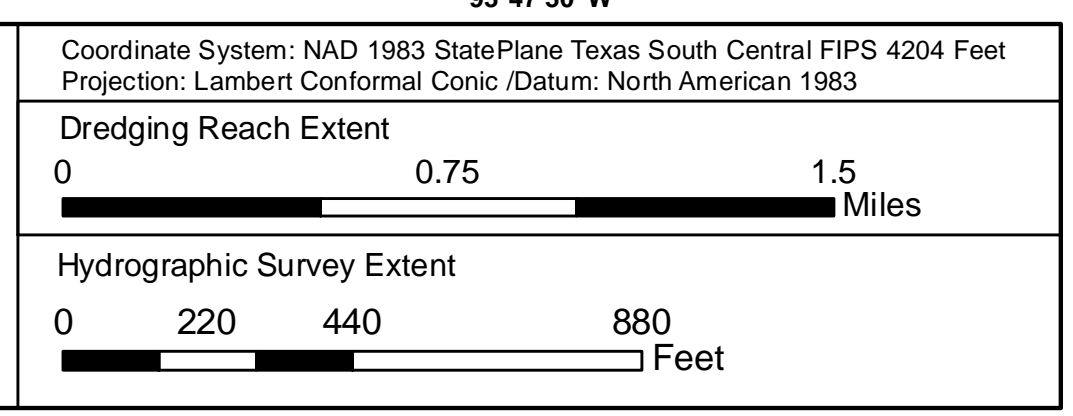 Coordinate System: NAD 1983 StatePlane Texas South Central FIPS 4204 Feet
Projection: Lambert Conformal Conic /Datum: North American 1983
Dredging Reach Extent
0 0.75 1.5
Miles
Hydrographic Survey Extent
0 220 440 880
Feet